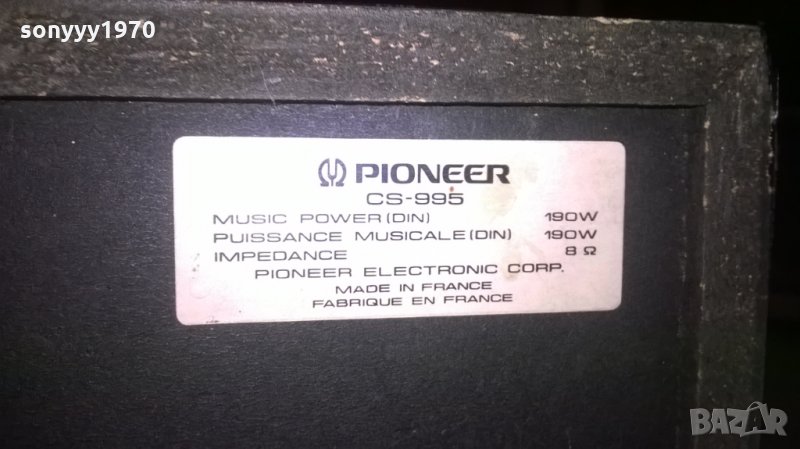 sonyyy1970
PIONEER
CS-995
MUSIC POWER (DIN) 190W
PUISSANCE MUSICALE (DIN) 190W
IMPEDANCE 8 Ω
PIONEER ELECTRONIC CORP.
MADE IN FRANCE
FABRIQUE EN FRANCE
BAZAR